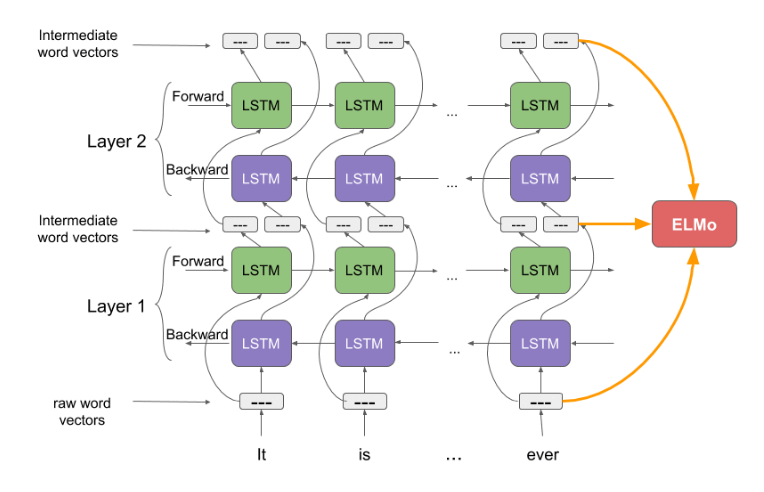 Intermediate
word vectors
--- --- --- --- --- ---
Forward
LSTM LSTM ... LSTM
Layer 2
Backward
LSTM LSTM ... LSTM
Intermediate
word vectors
--- --- --- --- --- ---
ELMo
Forward
LSTM LSTM ... LSTM
Layer 1
Backward
LSTM LSTM ... LSTM
raw word
vectors
--- --- ---
It is ... ever